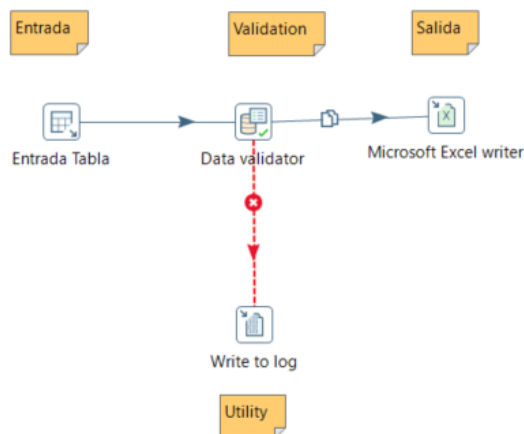 Entrada
Validation
Salida
Entrada Tabla
Data validator
Microsoft Excel writer
Write to log
Utility